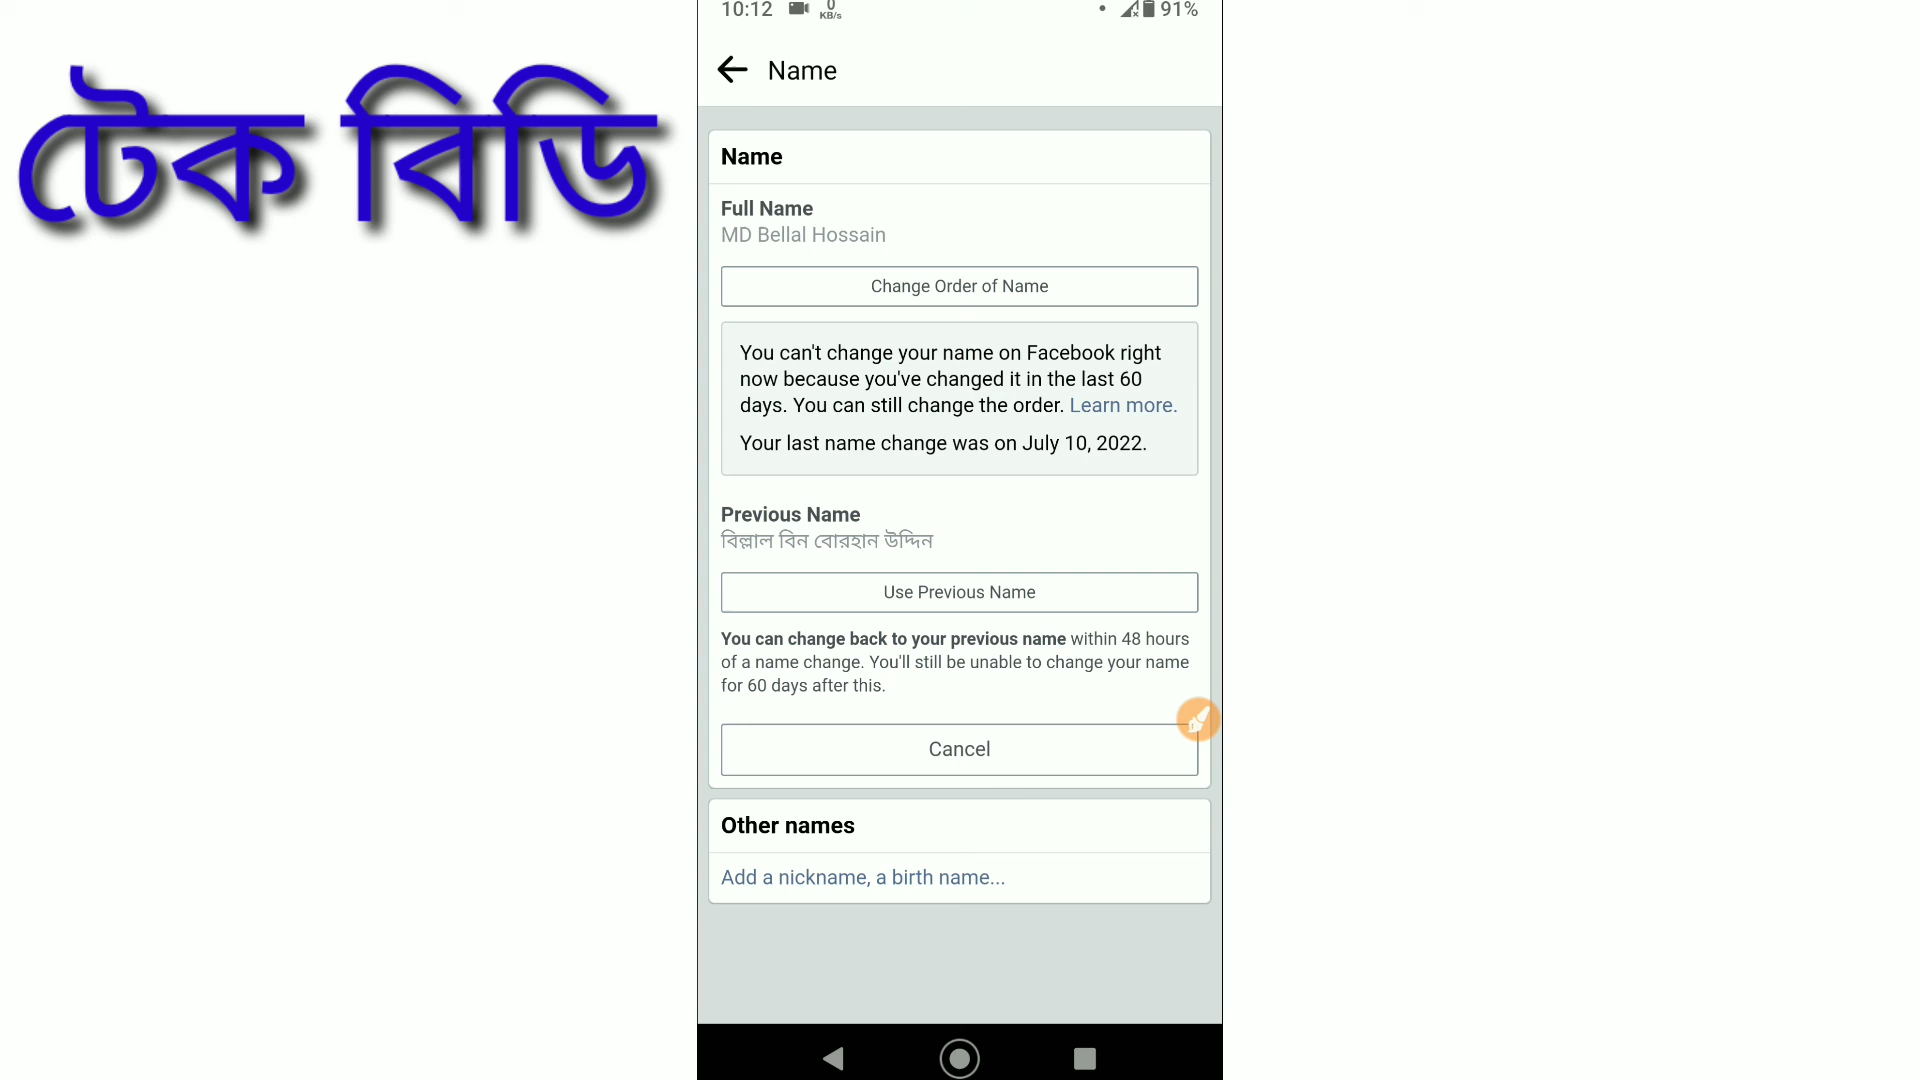 টেক বিডি
10:12 0 KB/s 91%
Name
Name
Full Name
MD Bellal Hossain
Change Order of Name
You can't change your name on Facebook right
now because you've changed it in the last 60
days. You can still change the order. Learn more.
Your last name change was on July 10, 2022.
Previous Name
বিল্লাল বিন বোরহান উদ্দিন
Use Previous Name
You can change back to your previous name within 48 hours
of a name change. You'll still be unable to change your name
for 60 days after this.
Cancel
Other names
Add a nickname, a birth name...